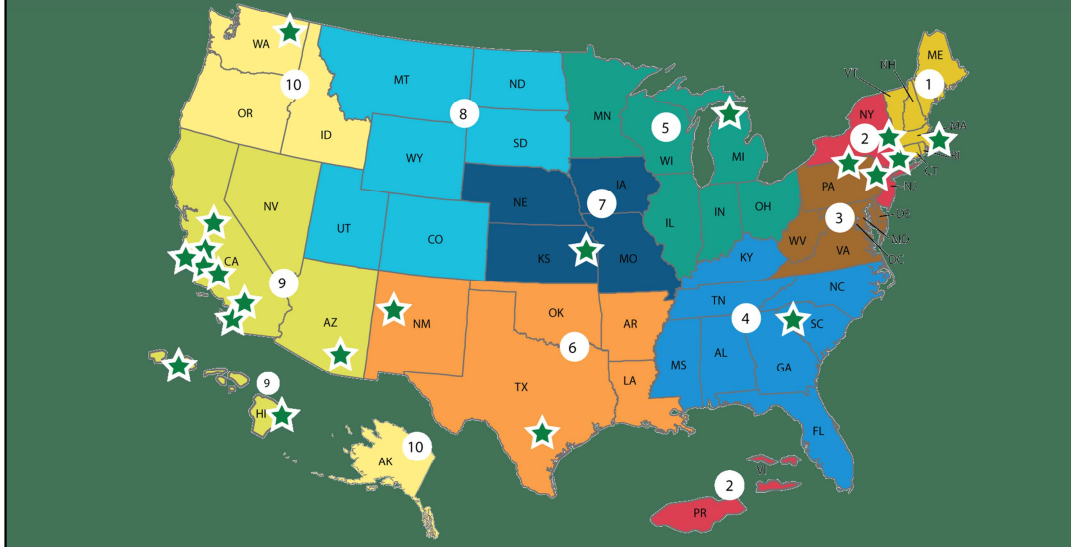 WA
10
OR
ID
MT
ND
8
SD
WY
MN
5
WI
MI
ME
1
NH
VT
NY
2
MA
RI
CT
PA
NJ
3
DE
MD
DC
WV
VA
NV
UT
CO
NE
IA
7
KS
MO
IL
IN
OH
KY
CA
9
AZ
NM
OK
AR
6
TX
LA
TN
NC
4
SC
MS
AL
GA
FL
9
HI
10
AK
2
VI
PR